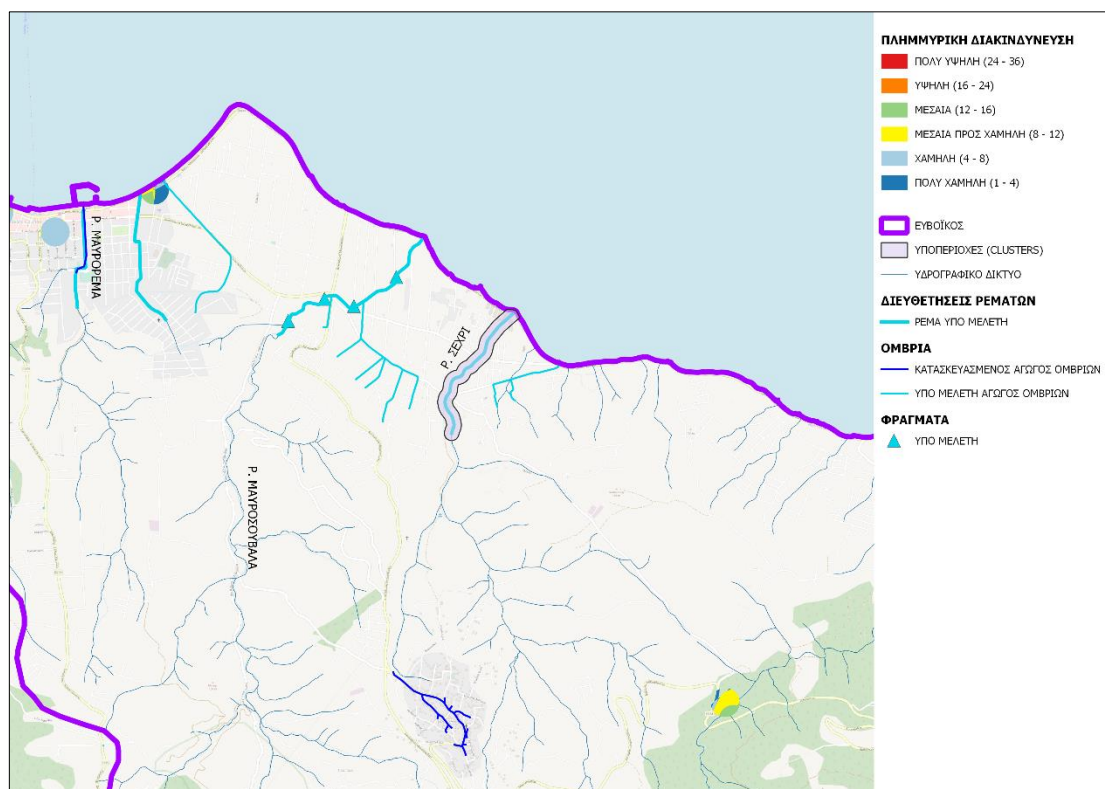 ΠΛΗΜΜΥΡΙΚΗ ΔΙΑΚΙΝΔΥΝΕΥΣΗ
ΠΟΛΥ ΥΨΗΛΗ (24 - 36)
ΥΨΗΛΗ (16 - 24)
ΜΕΣΑΙΑ (12 - 16)
ΜΕΣΑΙΑ ΠΡΟΣ ΧΑΜΗΛΗ (8 - 12)
ΧΑΜΗΛΗ (4 - 8)
ΠΟΛΥ ΧΑΜΗΛΗ (1 - 4)
ΕΥΒΟΪΚΟΣ
ΥΠΟΠΕΡΙΟΧΕΣ (CLUSTERS)
ΥΔΡΟΓΡΑΦΙΚΟ ΔΙΚΤΥΟ
ΔΙΕΥΘΕΤΗΣΕΙΣ ΡΕΜΑΤΩΝ
ΡΕΜΑ ΥΠΟ ΜΕΛΕΤΗ
ΟΜΒΡΙΑ
ΚΑΤΑΣΚΕΥΑΣΜΕΝΟΣ ΑΓΩΓΟΣ ΟΜΒΡΙΩΝ
ΥΠΟ ΜΕΛΕΤΗ ΑΓΩΓΟΣ ΟΜΒΡΙΩΝ
ΦΡΑΓΜΑΤΑ
ΥΠΟ ΜΕΛΕΤΗ
Ρ. ΜΑΥΡΟΡΕΜΑ
Ρ. ΣΕΧΡΙ
Ρ. ΜΑΥΡΟΣΟΥΒΑΛΑ